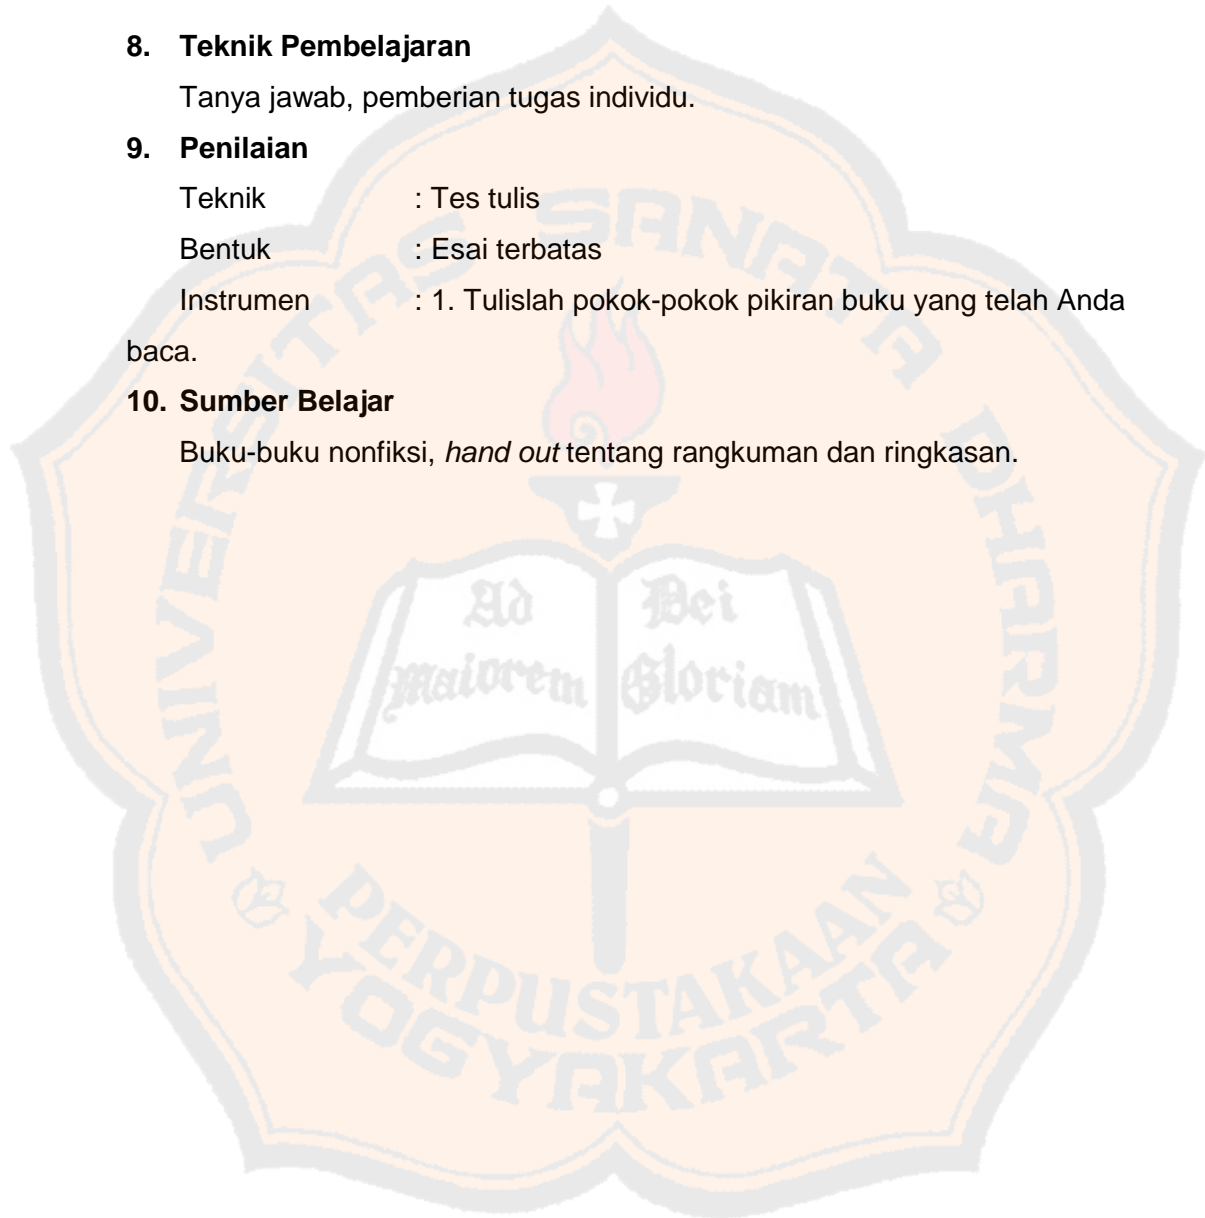 8. Teknik Pembelajaran
Tanya jawab, pemberian tugas individu.
9. Penilaian
Teknik : Tes tulis
Bentuk : Esai terbatas
Instrumen : 1. Tulislah pokok-pokok pikiran buku yang telah Anda
baca.
10. Sumber Belajar
Buku-buku nonfiksi, hand out tentang rangkuman dan ringkasan.
UNIVERSITAS SANATA DHARMA
Ad Dei
Maiorem Gloriam
PERPUSTAKAAN
YOGYAKARTA